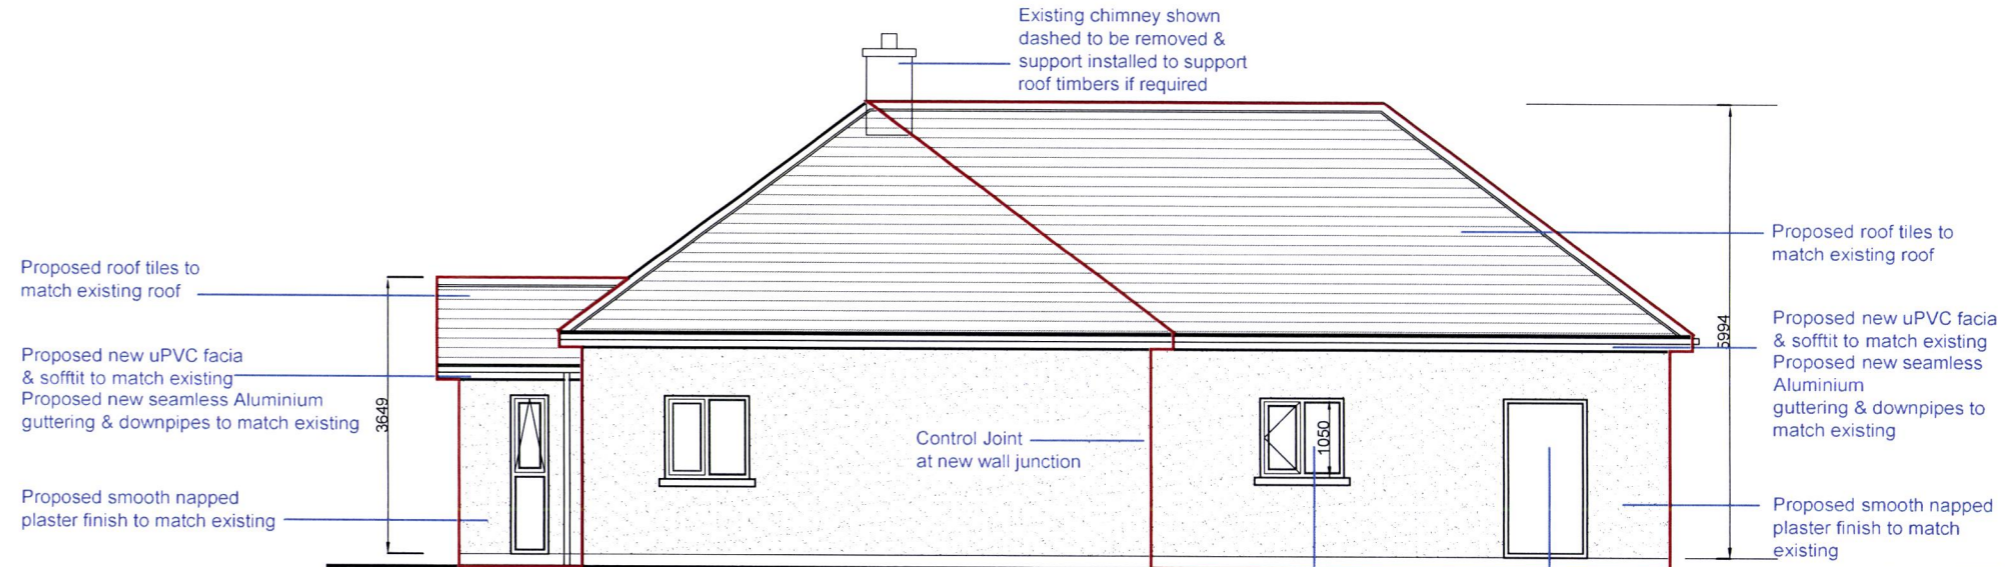 Existing chimney shown
dashed to be removed &
support installed to support
roof timbers if required
Proposed roof tiles to
match existing roof
Proposed new uPVC facia
& sofftit to match existing
Proposed new seamless Aluminium
guttering & downpipes to match existing
3649
Proposed smooth napped
plaster finish to match existing
Control Joint
at new wall junction
1050
5994
Proposed roof tiles to
match existing roof
Proposed new uPVC facia
& sofftit to match existing
Proposed new seamless
Aluminium
guttering & downpipes to
match existing
Proposed smooth napped
plaster finish to match
existing